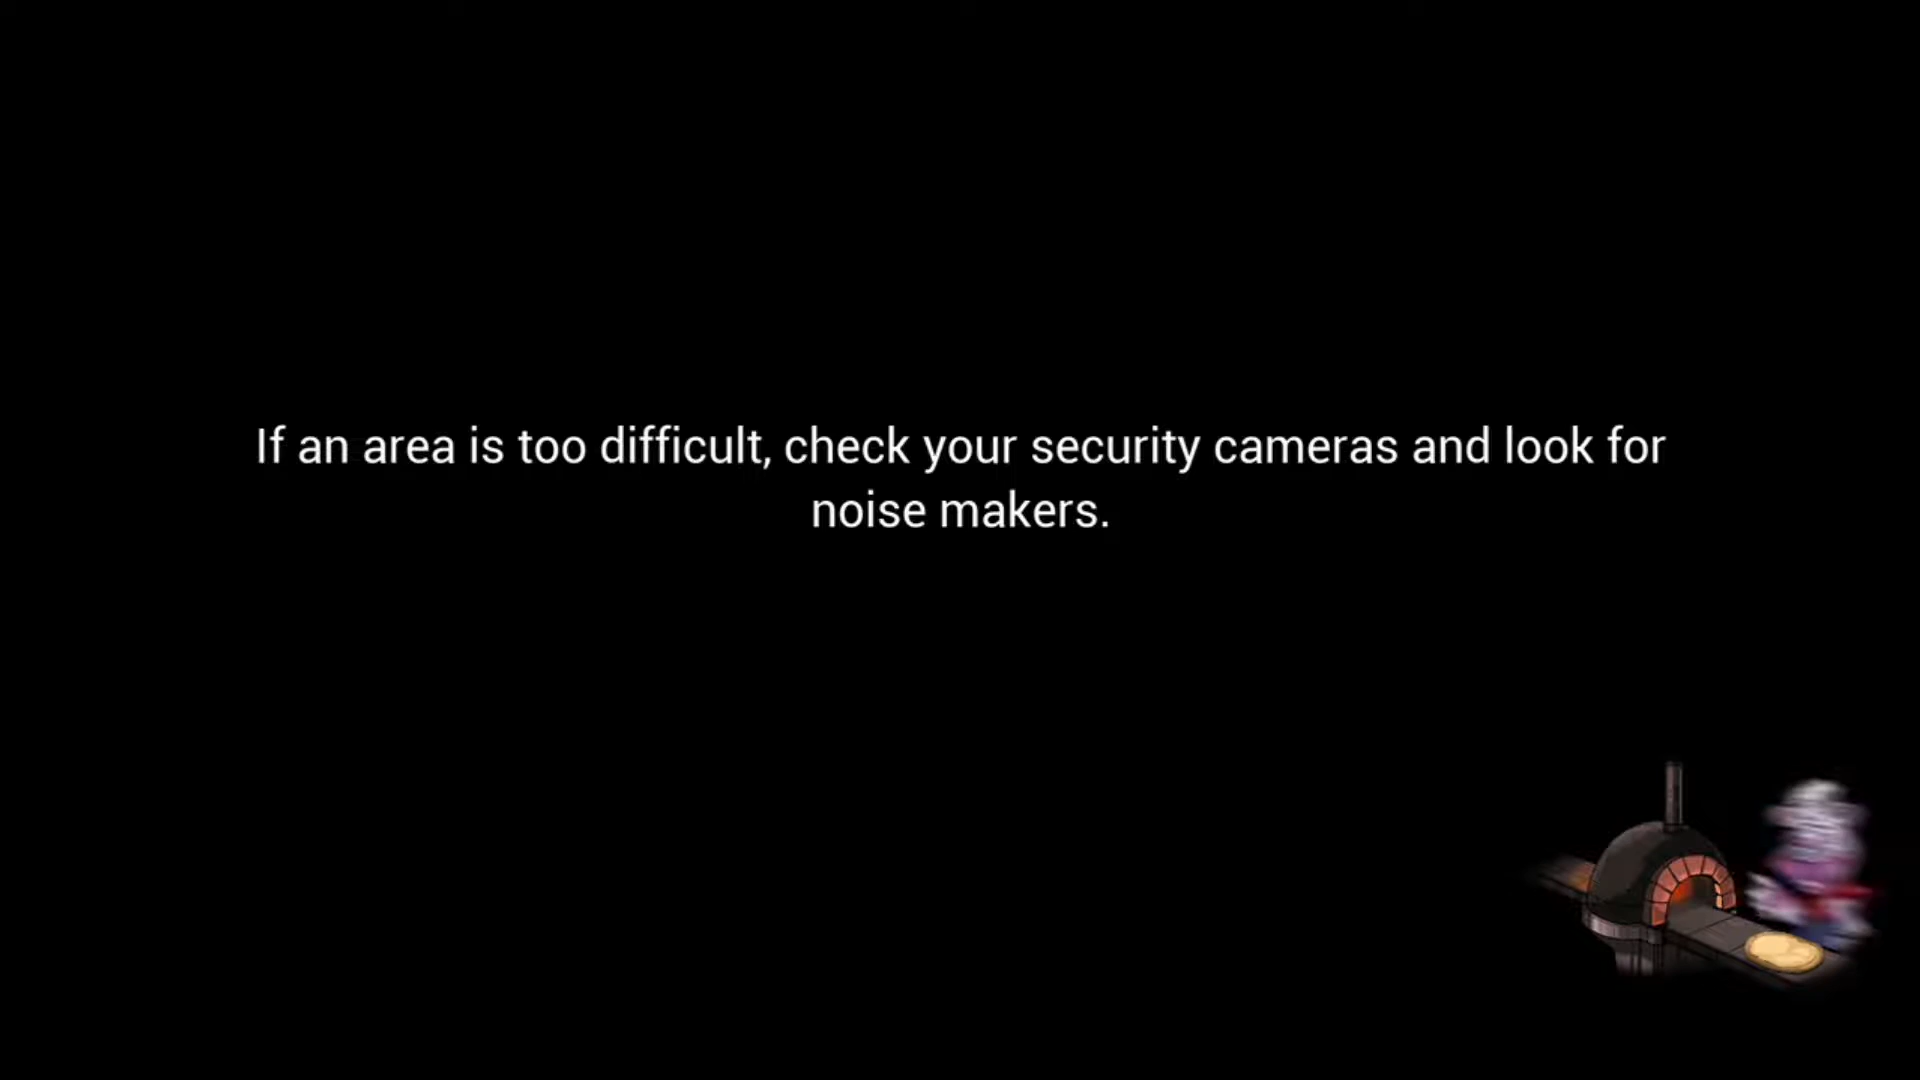 If an area is too difficult, check your security cameras and look for
noise makers.